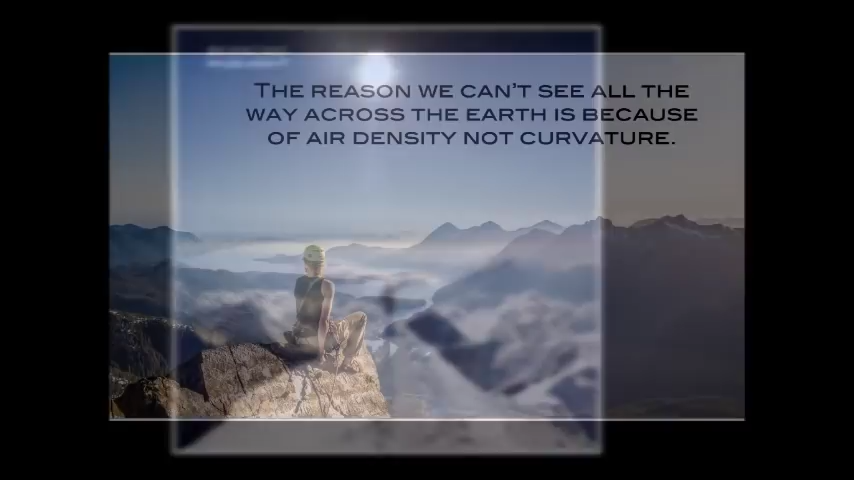 The reason we can't see all the
way across the earth is because
of air density not curvature.